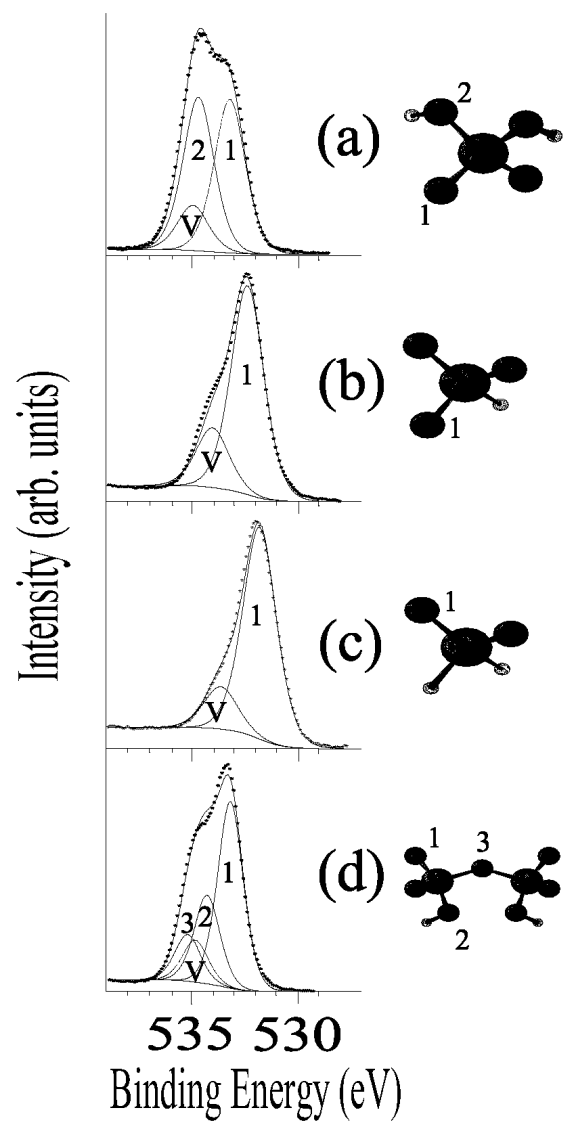 2
2 1
(a)
V
1
1
(b)
V
1
1
1
(c)
V
1
3
1
(d)
3 2
V
2
535 530
Binding Energy (eV)
Intensity (arb. units)